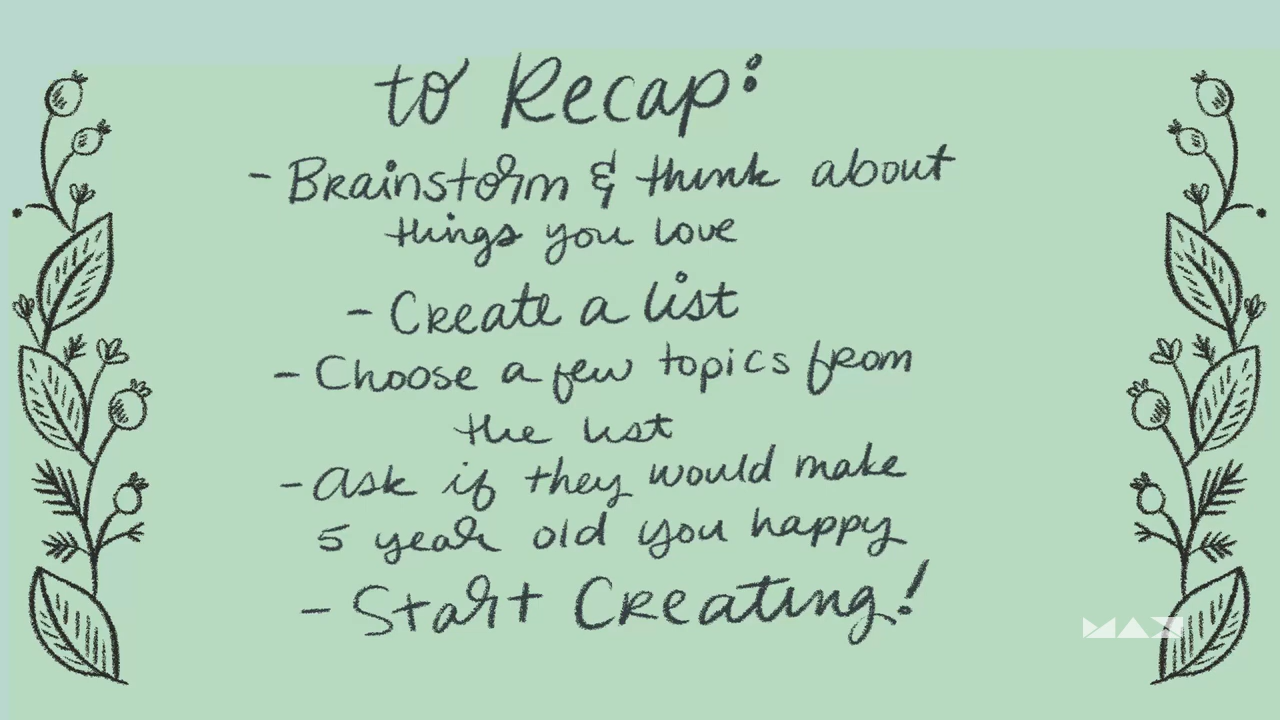 to Recap:
- Brainstorm & think about
things you love
- Create a list
- Choose a few topics from
the list
- Ask if they would make
5 year old you happy
- Start Creating!
MAX